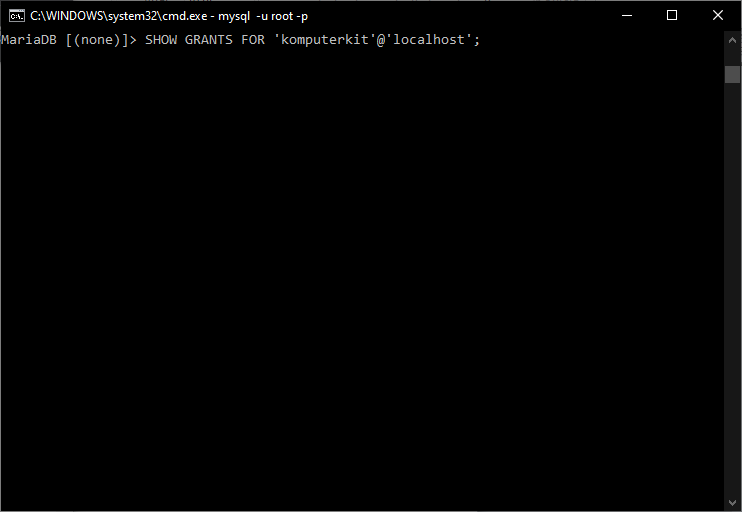 C:\WINDOWS\system32\cmd.exe - mysql -u root -p
MariaDB [(none)]> SHOW GRANTS FOR 'komputerkit'@'localhost';